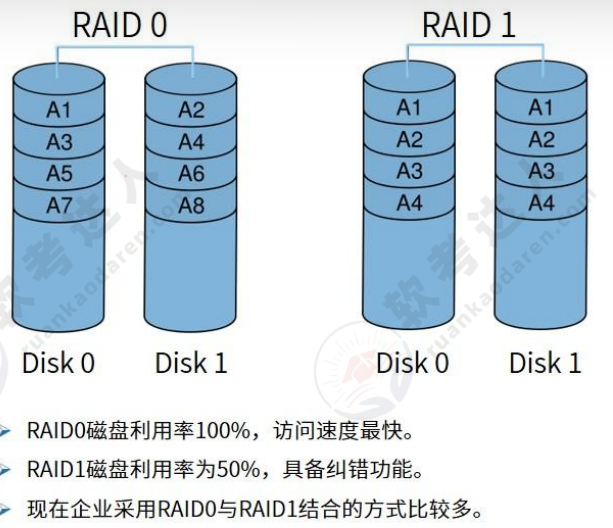 RAID 0
RAID 1
A1 A2 A1 A1
A3 A4 A2 A2
A5 A6 A3 A3
A7 A8 A4 A4
Disk 0 Disk 1 Disk 0 Disk 1
RAID0磁盘利用率100%，访问速度最快。
RAID1磁盘利用率为50%，具备纠错功能。
现在企业采用RAID0与RAID1结合的方式比较多。
软考达人
ruankaodaren.com
软考达人
ruankaodaren.com